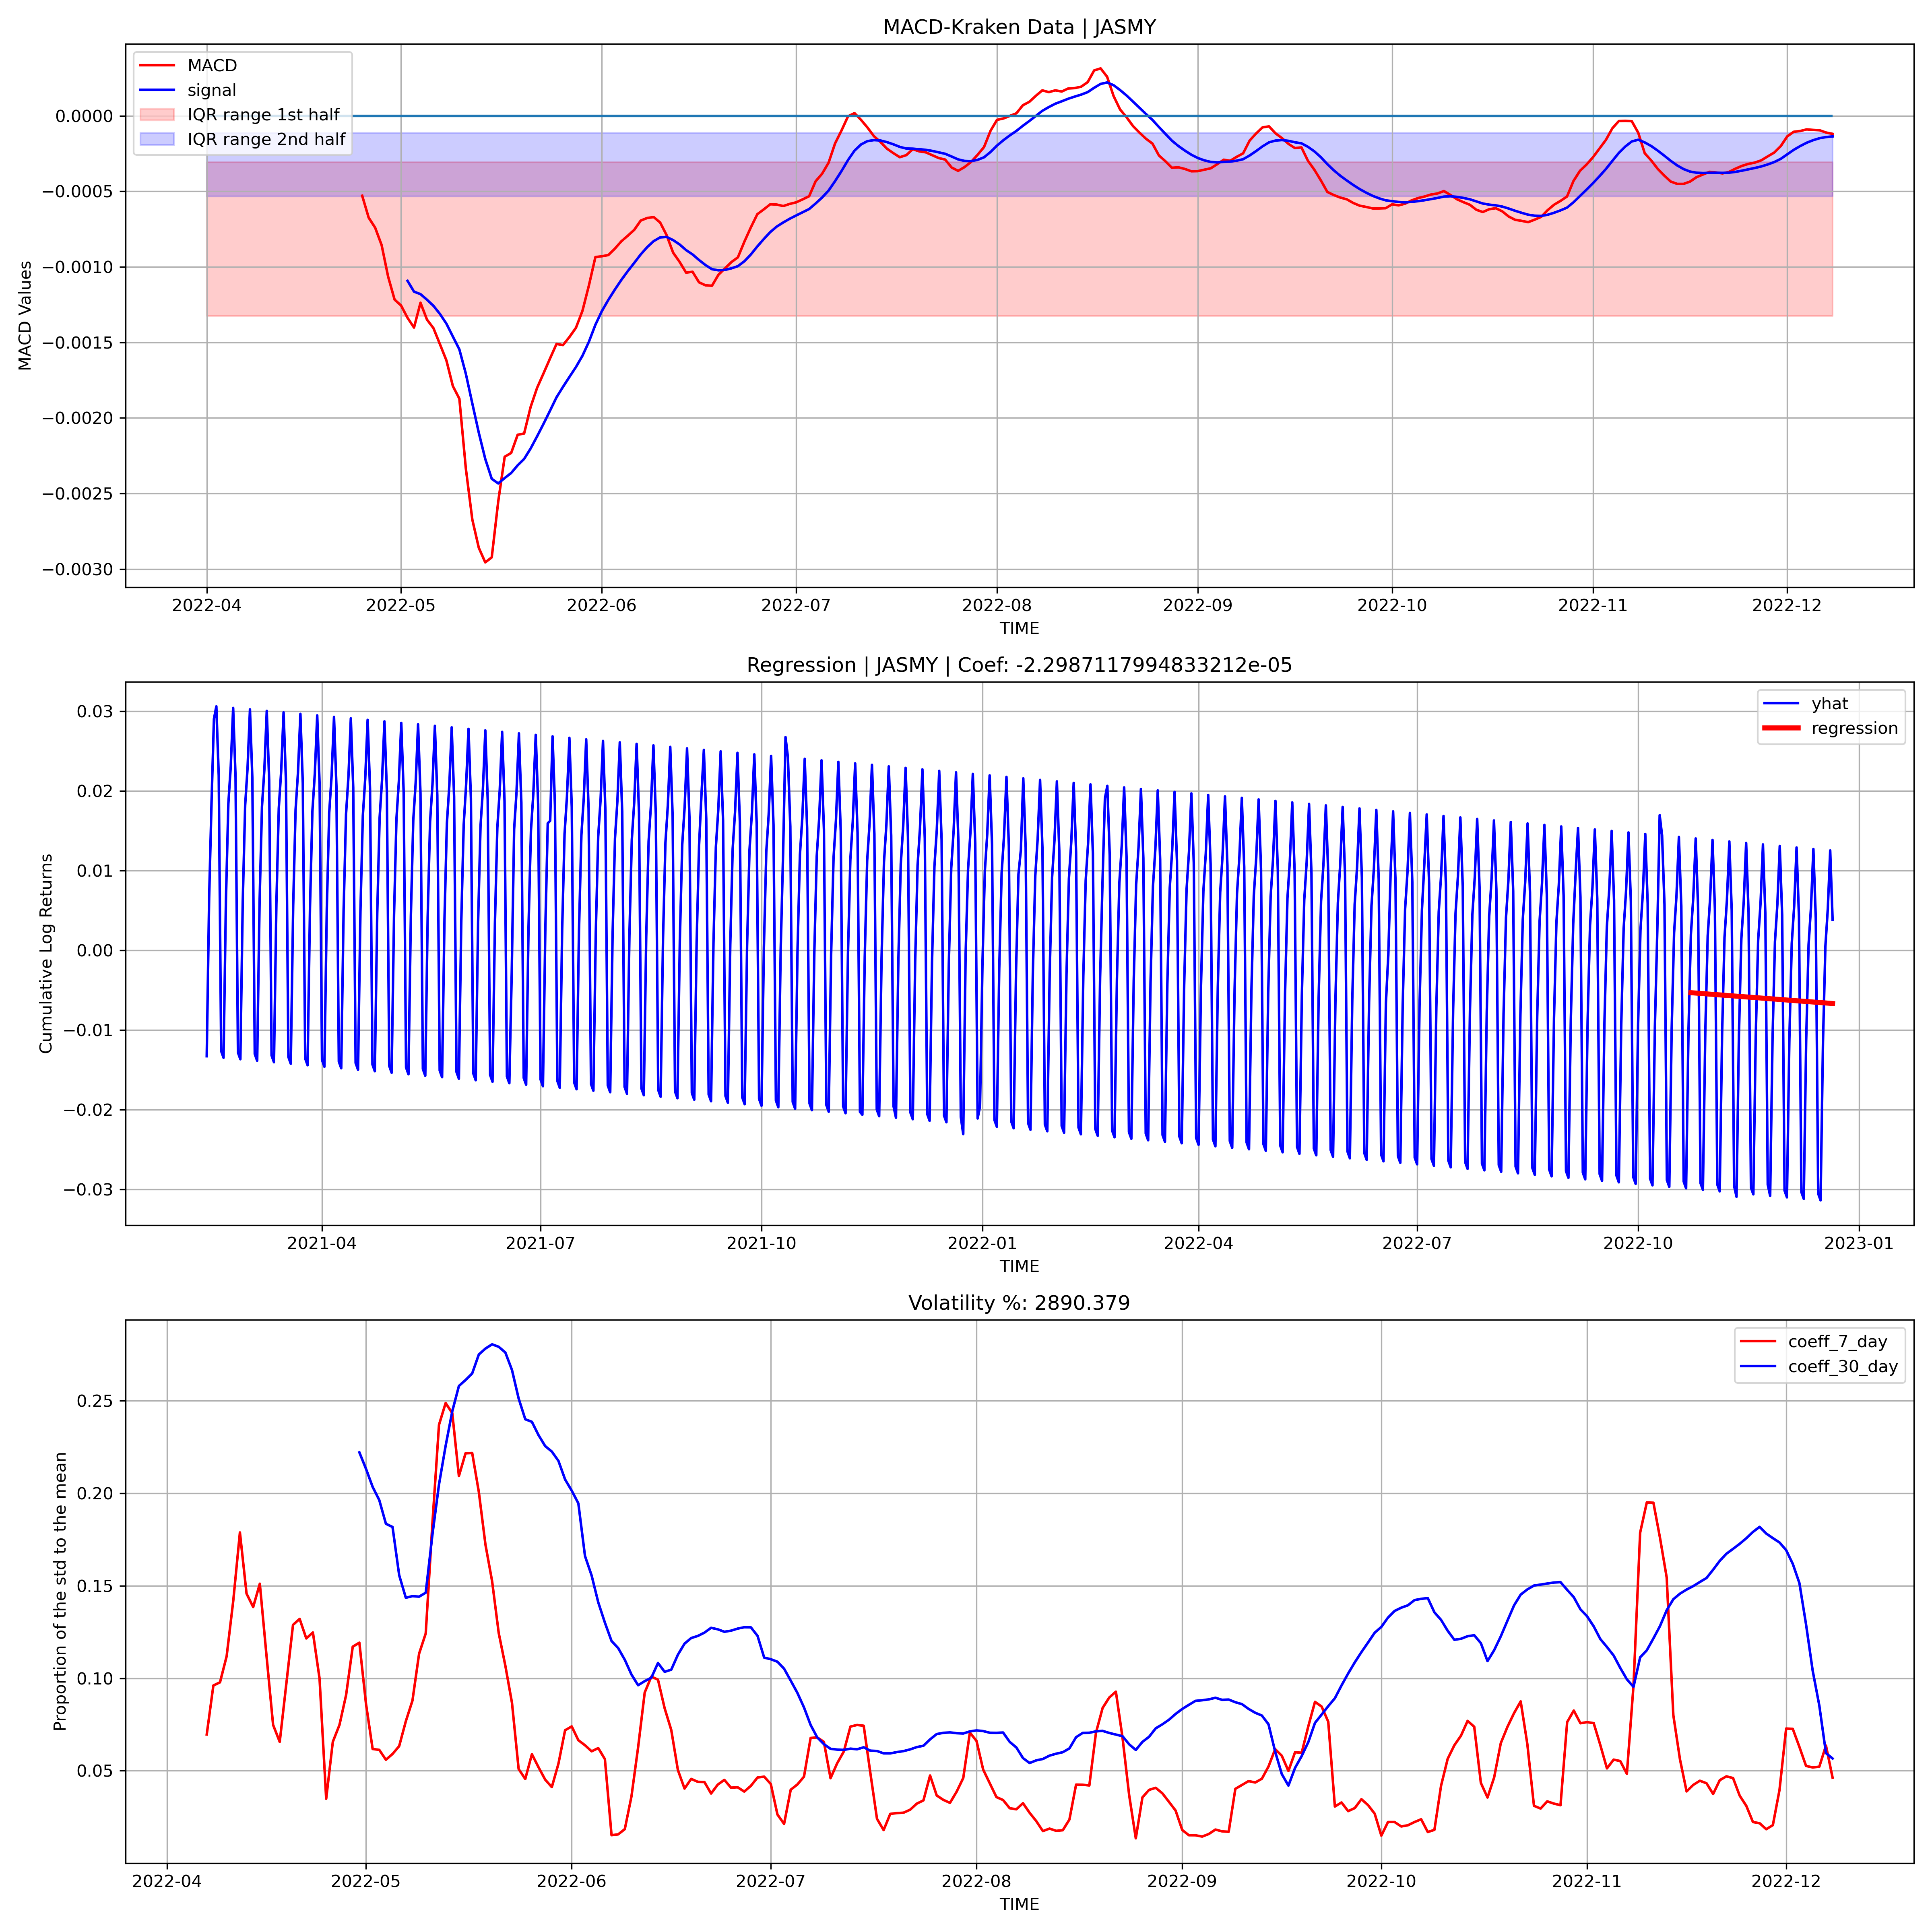 MACD-Kraken Data | JASMY
MACD
signal
IQR range 1st half
IQR range 2nd half
0.0000
−0.0005
−0.0010
−0.0015
−0.0020
−0.0025
−0.0030
MACD Values
2022-04 2022-05 2022-06 2022-07 2022-08 2022-09 2022-10 2022-11 2022-12
TIME
Regression | JASMY | Coef: -2.2987117994833212e-05
yhat
regression
0.03
0.02
0.01
0.00
−0.01
−0.02
−0.03
Cumulative Log Returns
2021-04 2021-07 2021-10 2022-01 2022-04 2022-07 2022-10 2023-01
TIME
Volatility %: 2890.379
coeff_7_day
coeff_30_day
0.25
0.20
0.15
0.10
0.05
Proportion of the std to the mean
2022-04 2022-05 2022-06 2022-07 2022-08 2022-09 2022-10 2022-11 2022-12
TIME